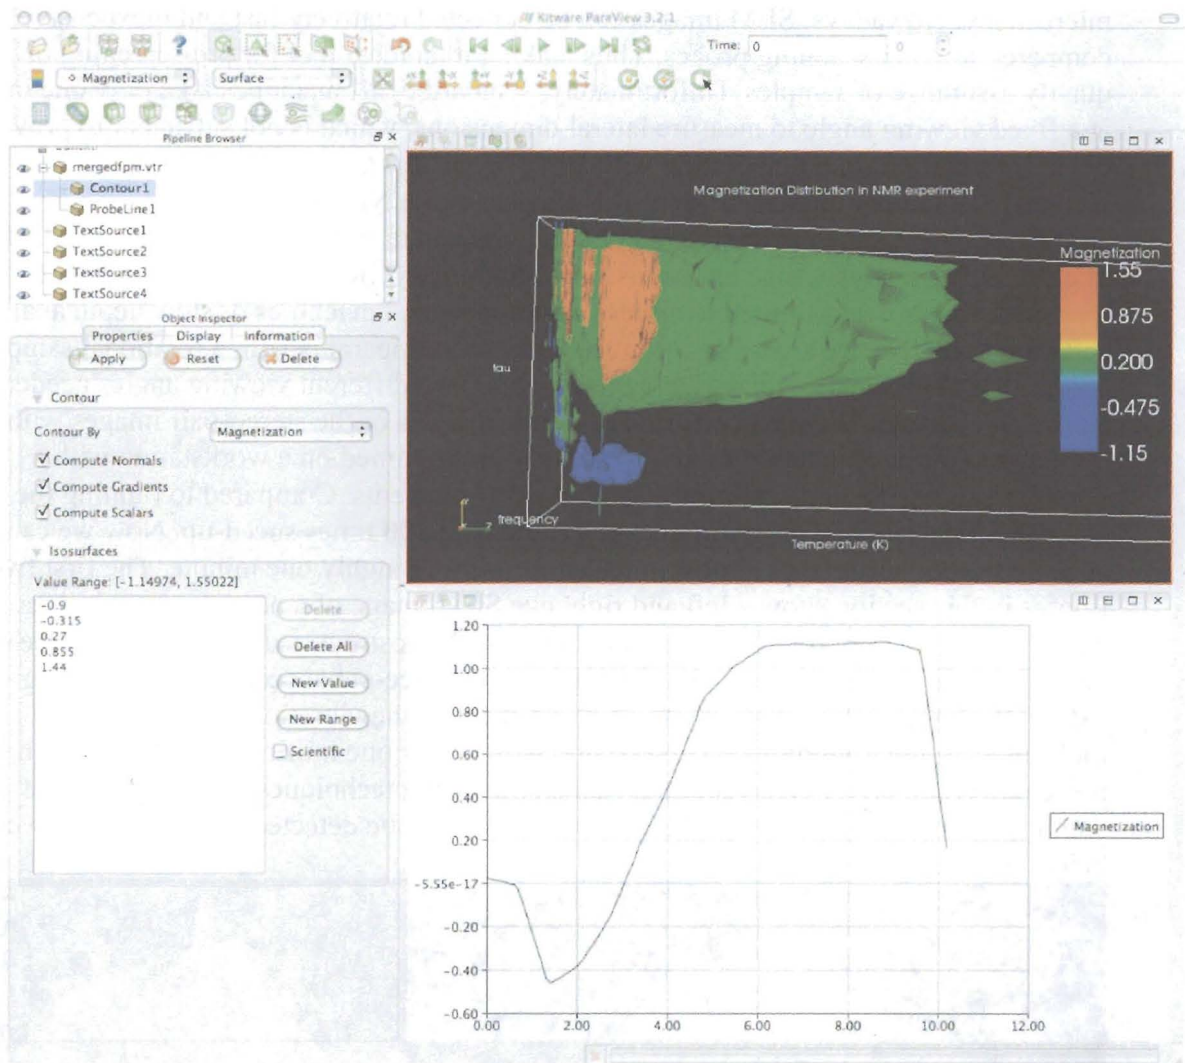 Kitware ParaView 3.2.1
Time: 0
0
Magnetization
Surface
Pipeline Browser
mergedfpm.vtr
Contour1
ProbeLine1
TextSource1
TextSource2
TextSource3
TextSource4
Object Inspector
Properties Display Information
Apply Reset Delete
Contour
Contour By Magnetization
Compute Normals
Compute Gradients
Compute Scalars
Isosurfaces
Value Range: [-1.14974, 1.55022]
-0.9
-0.315
0.27
0.855
1.44
Delete
Delete All
New Value
New Range
Scientific
Magnetization Distribution in NMR experiment
Magnetization
1.55
0.875
0.200
-0.475
-1.15
tau
frequency
Temperature (K)
y
z
1.20
1.00
0.80
0.60
0.40
0.20
-5.55e-17
-0.20
-0.40
-0.60
0.00 2.00 4.00 6.00 8.00 10.00 12.00
Magnetization